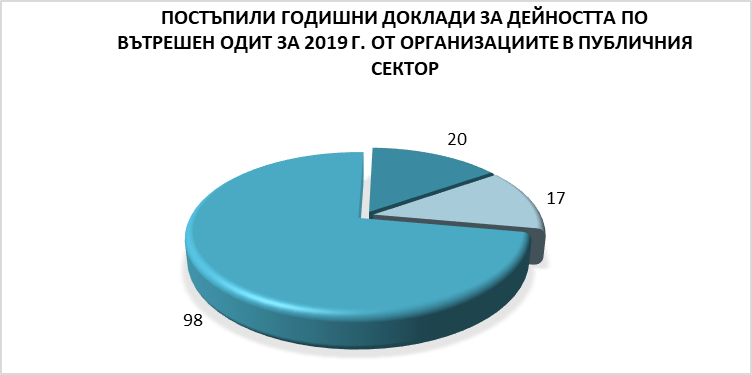 ПОСТЪПИЛИ ГОДИШНИ ДОКЛАДИ ЗА ДЕЙНОСТТА ПО
ВЪТРЕШЕН ОДИТ ЗА 2019 Г. ОТ ОРГАНИЗАЦИИТЕ В ПУБЛИЧНИЯ
СЕКТОР
20
17
98